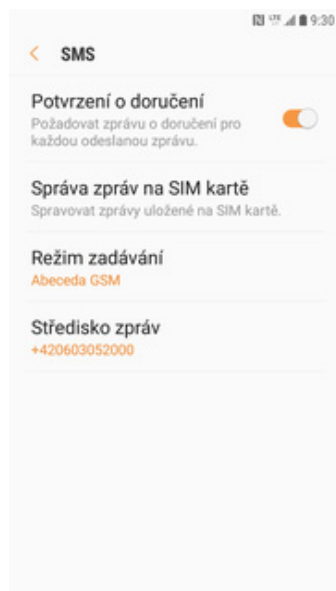 LTE 9:30
SMS
Potvrzení o doručení
Požadovat zprávu o doručení pro
každou odeslanou zprávu.
Správa zpráv na SIM kartě
Spravovat zprávy uložené na SIM kartě.
Režim zadávání
Abeceda GSM
Středisko zpráv
+420603052000